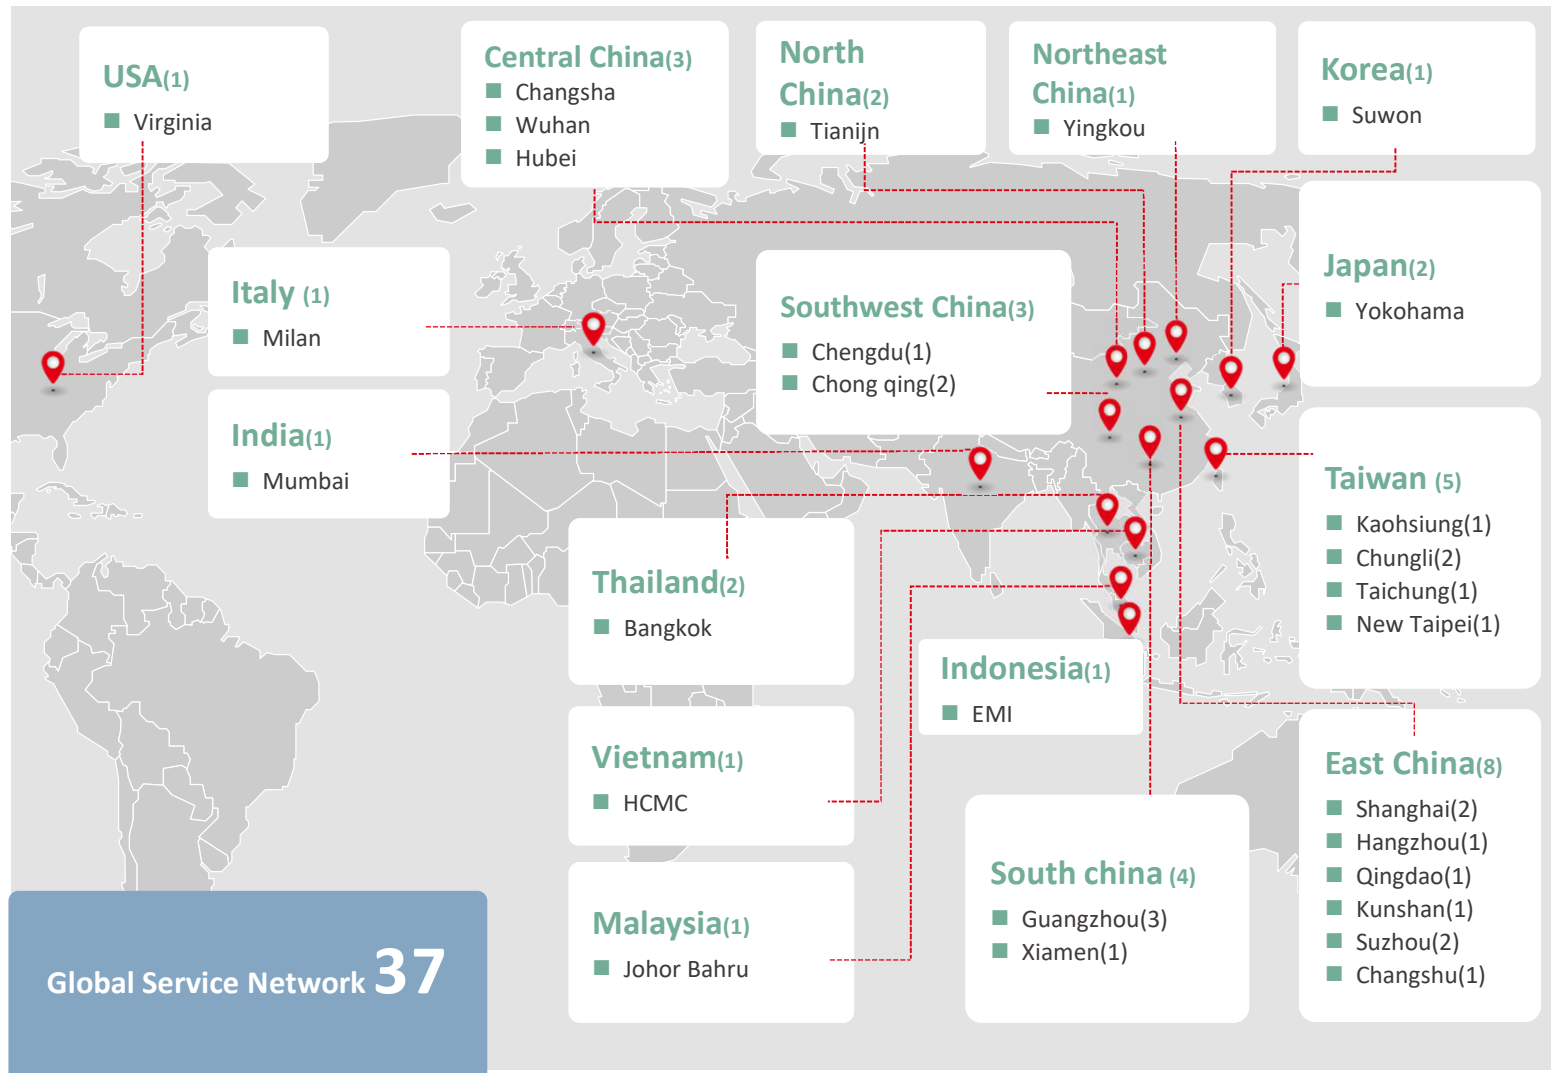 USA(1)
Virginia
Central China(3)
Changsha
Wuhan
Hubei
North
China(2)
Tianijn
Northeast
China(1)
Yingkou
Korea(1)
Suwon
Italy (1)
Milan
Southwest China(3)
Chengdu(1)
Chong qing(2)
Japan(2)
Yokohama
India(1)
Mumbai
Taiwan (5)
Kaohsiung(1)
Chungli(2)
Taichung(1)
New Taipei(1)
Thailand(2)
Bangkok
Indonesia(1)
EMI
Vietnam(1)
HCMC
East China(8)
Shanghai(2)
Hangzhou(1)
Qingdao(1)
Kunshan(1)
Suzhou(2)
Changshu(1)
South china (4)
Guangzhou(3)
Xiamen(1)
Malaysia(1)
Johor Bahru
Global Service Network 37